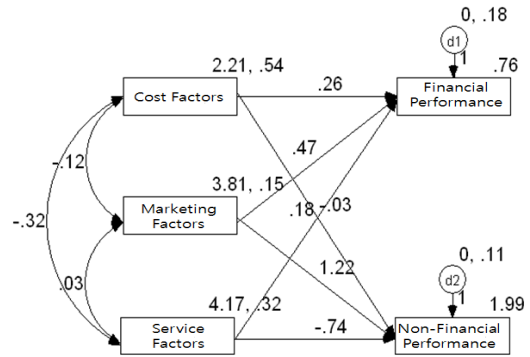 0, .18
d1
1
2.21, .54
.76
Cost Factors
.26
Financial
Performance
-.12
.47
3.81, .15
-.32
Marketing
Factors
.18
-.03
1.22
0, .11
.03
d2
4.17, .32
1
1.99
Service
Factors
-.74
Non-Financial
Performance